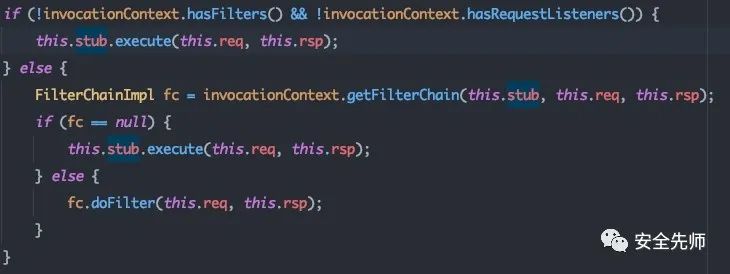 if (!invocationContext.hasFilters() && !invocationContext.hasRequestListeners()) {
    this.stub.execute(this.req, this.rsp);
} else {
    FilterChainImpl fc = invocationContext.getFilterChain(this.stub, this.req, this.rsp);
    if (fc == null) {
        this.stub.execute(this.req, this.rsp);
    } else {
        fc.doFilter(this.req, this.rsp);
    }
}
安全先师